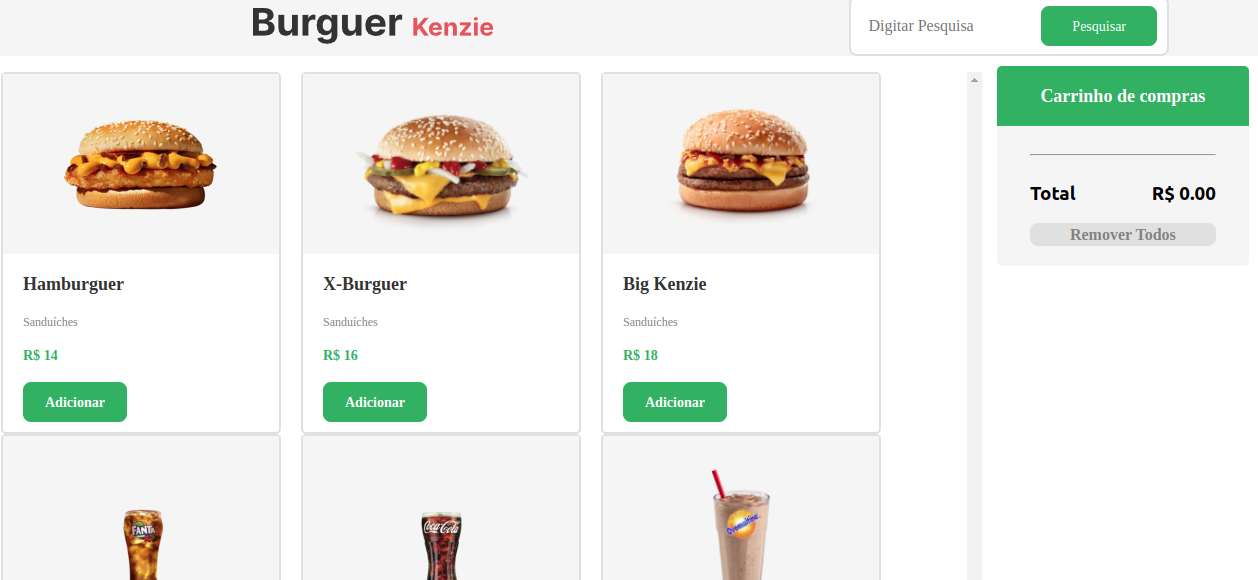 Burguer Kenzie
Digitar Pesquisa
Pesquisar
Carrinho de compras
Total R$ 0.00
Remover Todos
Hamburguer
Sanduíches
R$ 14
Adicionar
X-Burguer
Sanduíches
R$ 16
Adicionar
Big Kenzie
Sanduíches
R$ 18
Adicionar
FANTA
Coca-Cola
Ovomaltine